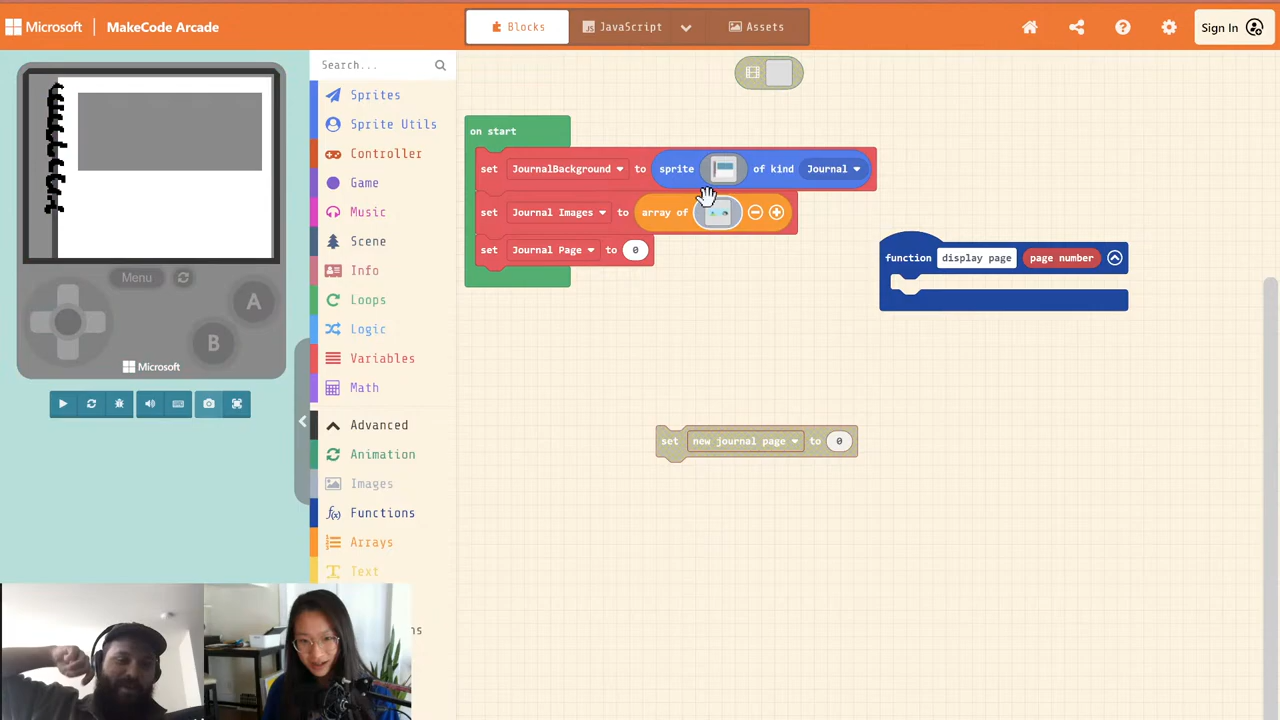 Microsoft MakeCode Arcade
Blocks JavaScript Assets
Sign In
Search...
Sprites
Sprite Utils
Controller
Game
Music
Scene
Info
Loops
Logic
Variables
Math
Advanced
Animation
Images
Functions
Arrays
Text
ns
Menu
A
B
Microsoft
on start
set JournalBackground to sprite of kind Journal
set Journal Images to array of
set Journal Page to 0
function display page page number
set new journal page to 0